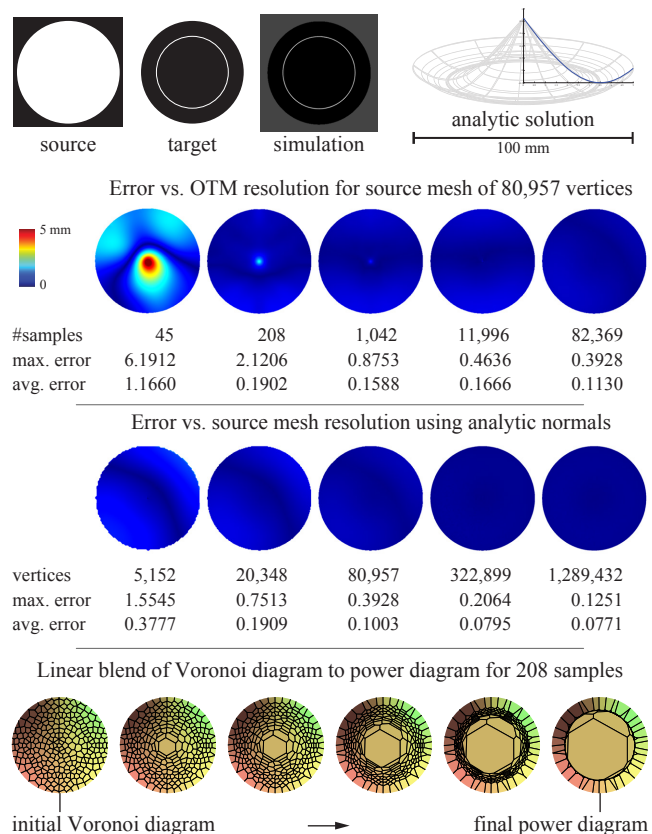 source target simulation analytic solution
100 mm
Error vs. OTM resolution for source mesh of 80,957 vertices
5 mm
0
#samples 45 208 1,042 11,996 82,369
max. error 6.1912 2.1206 0.8753 0.4636 0.3928
avg. error 1.1660 0.1902 0.1588 0.1666 0.1130
Error vs. source mesh resolution using analytic normals
vertices 5,152 20,348 80,957 322,899 1,289,432
max. error 1.5545 0.7513 0.3928 0.2064 0.1251
avg. error 0.3777 0.1909 0.1003 0.0795 0.0771
Linear blend of Voronoi diagram to power diagram for 208 samples
initial Voronoi diagram final power diagram